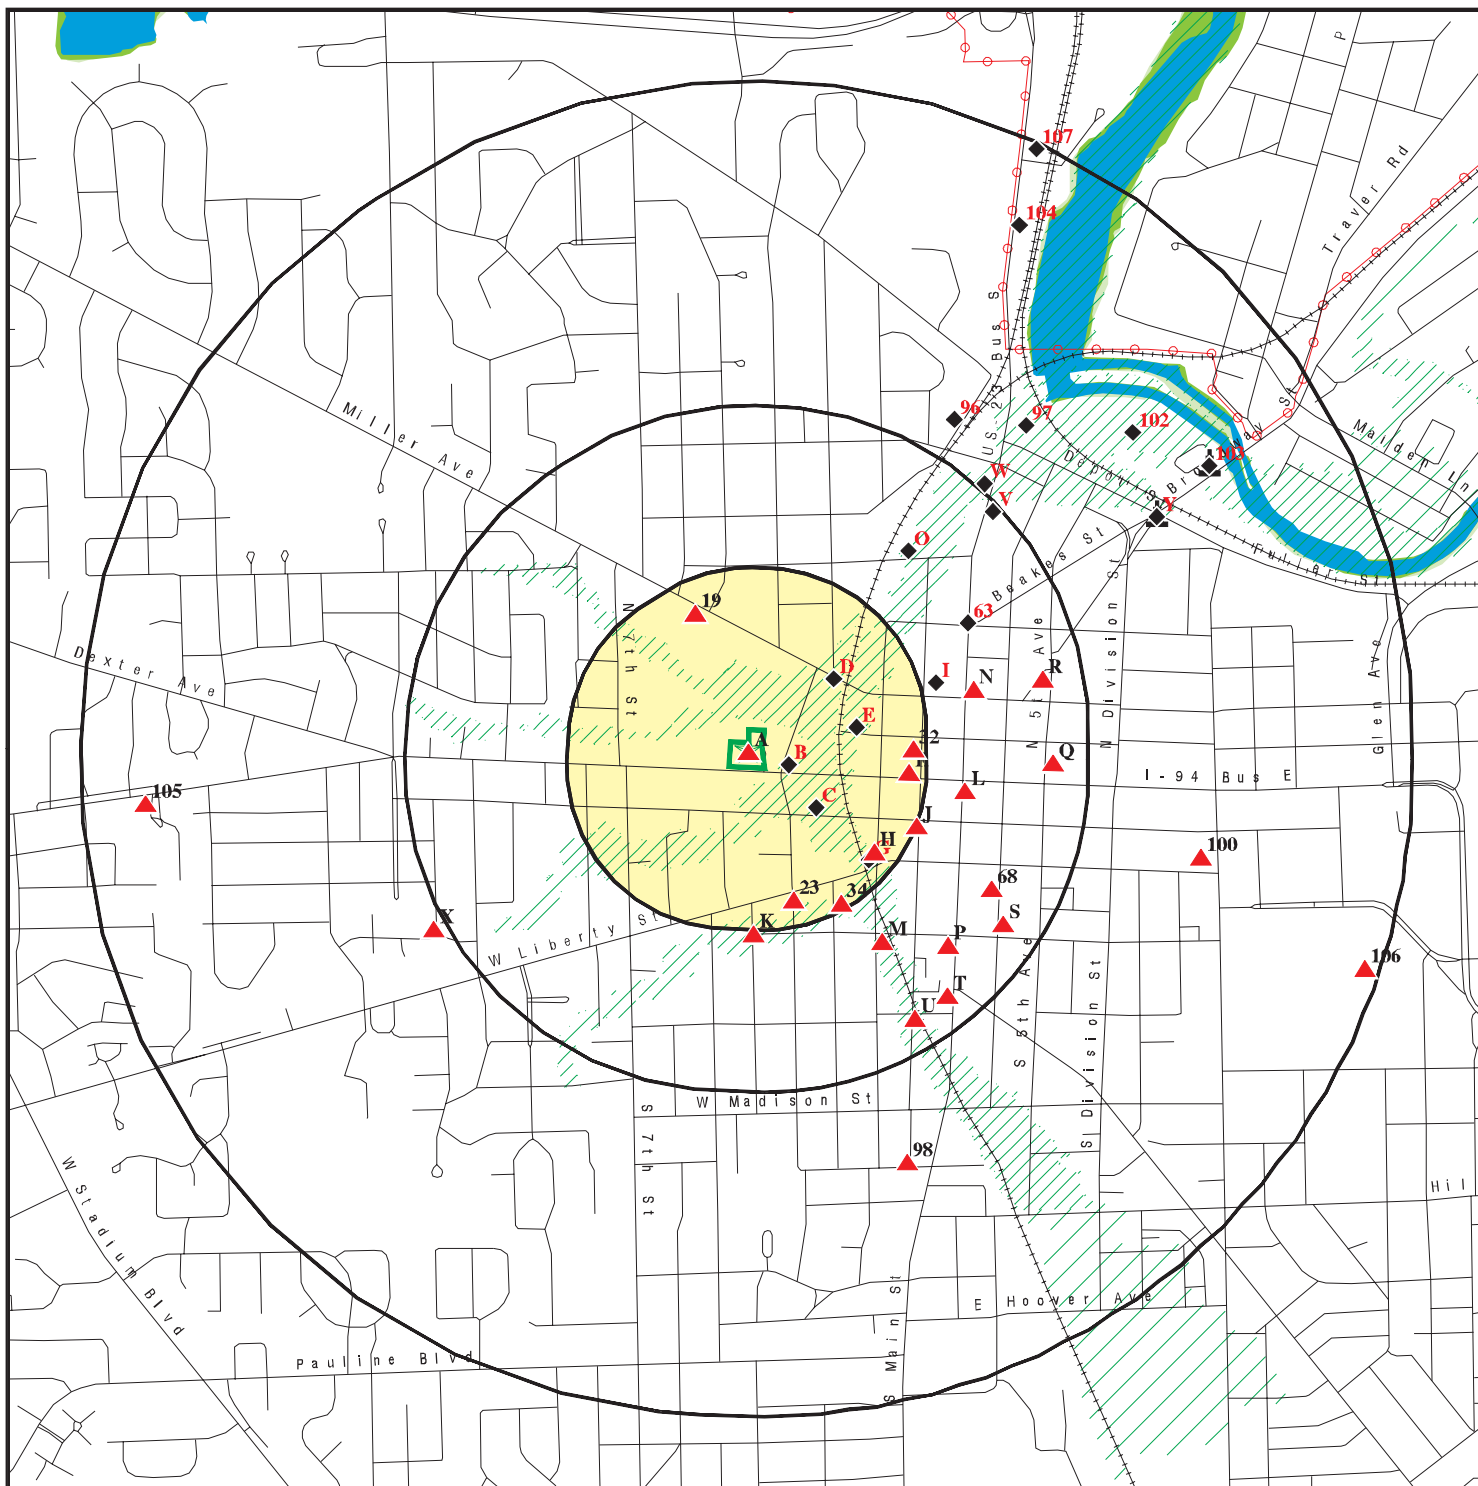 P
107
Traver Rd
104
US 23 Bus S
96
97
102
Miller Ave
Maiden Ln
103
Depot St
Broadway St
W
V
Y
O
Beakes St
Fuller St
19
63
N 7th St
N 5th Ave
N Division St
Dexter Ave
D
I
N
R
Glen Ave
E
A
32
B
Q
I-94 Bus E
L
105
C
J
H
100
23
34
68
X
K
W Liberty St
M
P
S
106
T
U
S 5th Ave
S Division St
W Madison St
S 7th St
98
W Stadium Blvd
Hil
S Main St
E Hoover Ave
Pauline Blvd